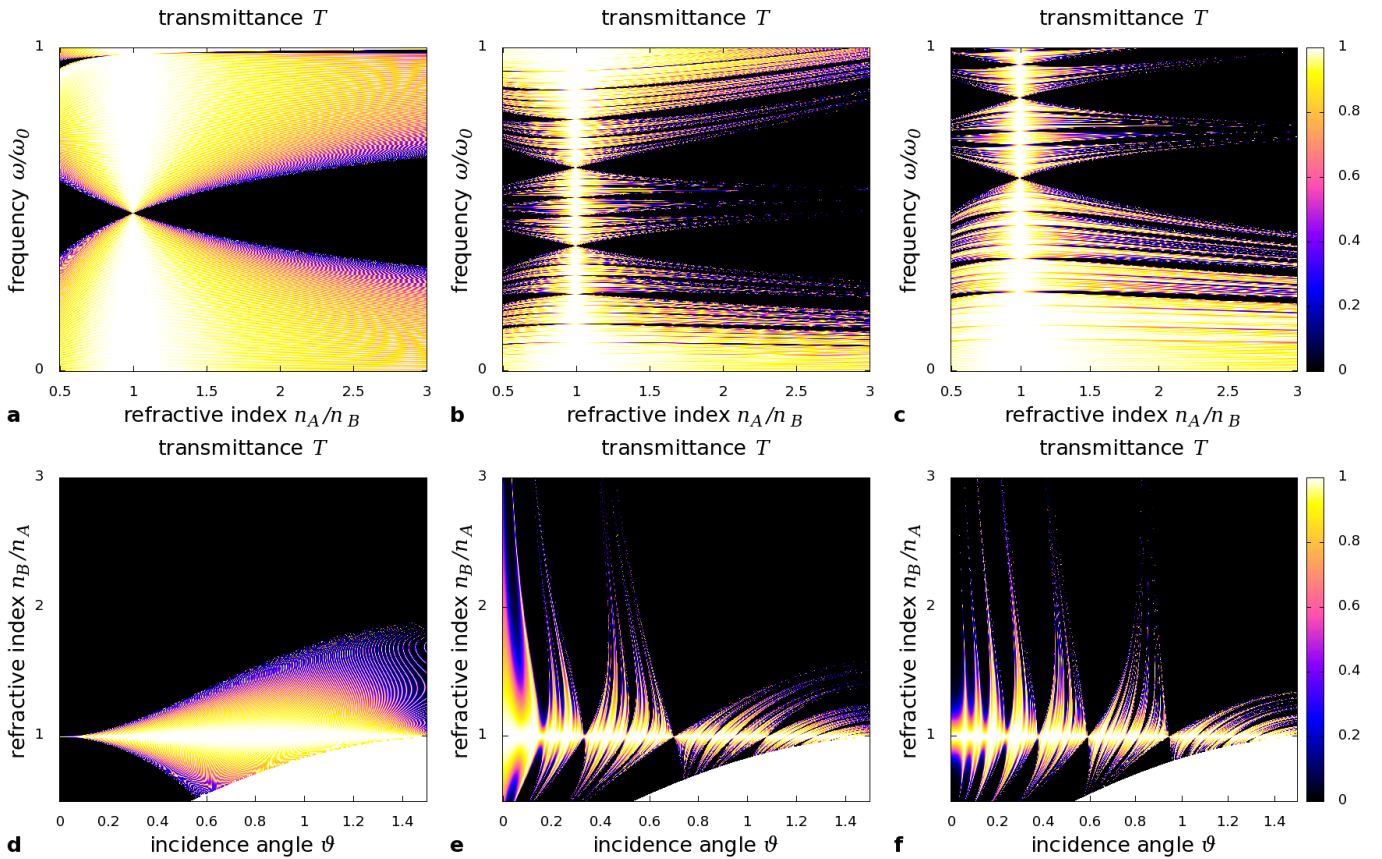 transmittance T
transmittance T
transmittance T
frequency ω/ω0
1
0
0.5 1 1.5 2 2.5 3
refractive index nA/nB
a
frequency ω/ω0
1
0
0.5 1 1.5 2 2.5 3
refractive index nA/nB
b
frequency ω/ω0
1
0
0.5 1 1.5 2 2.5 3
refractive index nA/nB
c
1
0.8
0.6
0.4
0.2
0
transmittance T
transmittance T
transmittance T
refractive index nB/nA
3
2
1
0 0.2 0.4 0.6 0.8 1 1.2 1.4
incidence angle ϑ
d
refractive index nB/nA
3
2
1
0 0.2 0.4 0.6 0.8 1 1.2 1.4
incidence angle ϑ
e
refractive index nB/nA
3
2
1
0 0.2 0.4 0.6 0.8 1 1.2 1.4
incidence angle ϑ
f
1
0.8
0.6
0.4
0.2
0